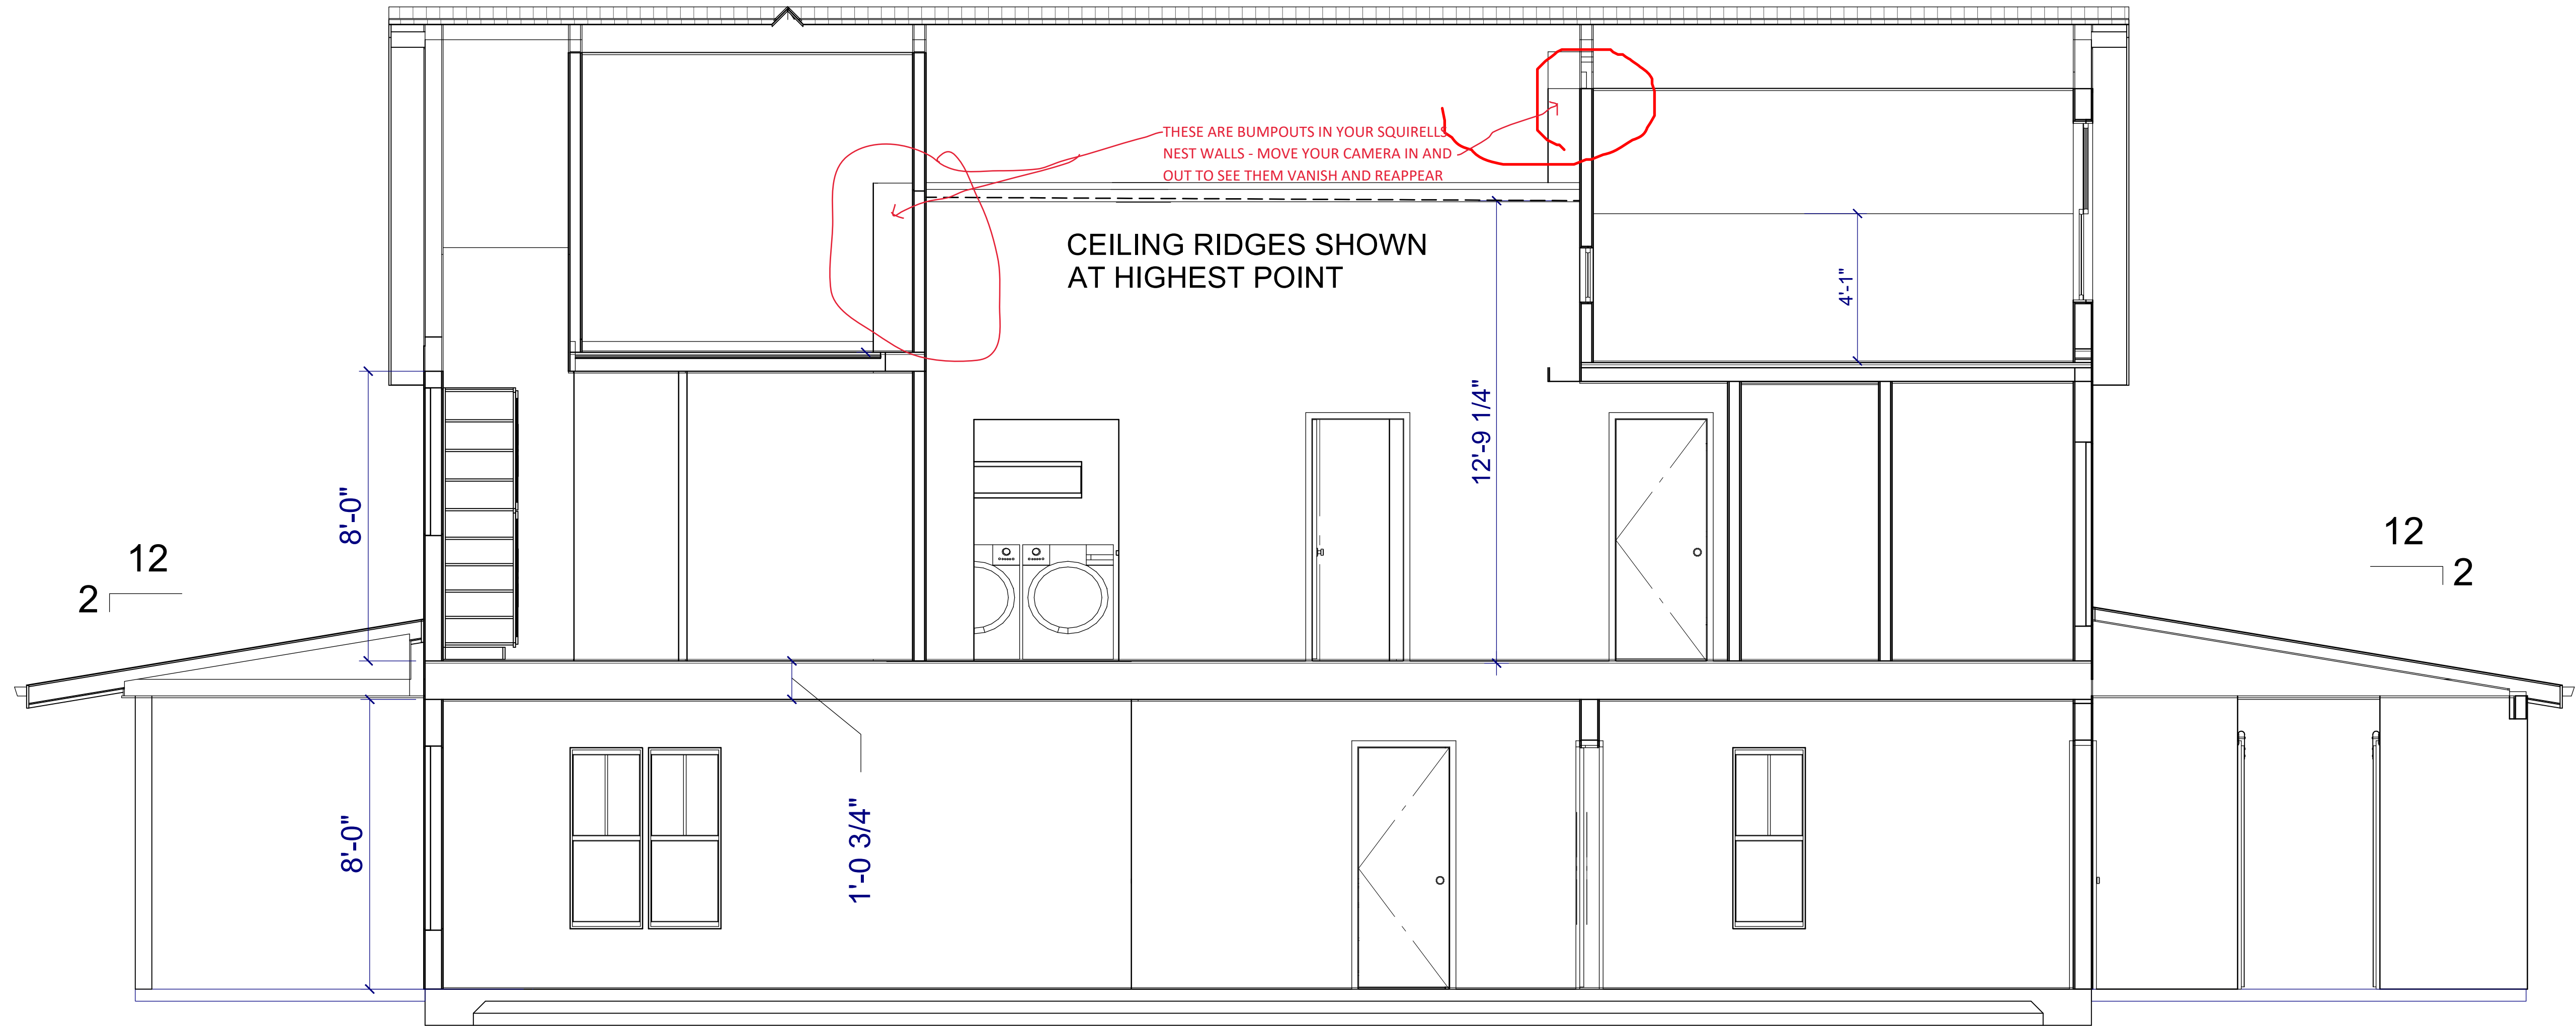 THESE ARE BUMPOUTS IN YOUR SQUIRELLS
NEST WALLS - MOVE YOUR CAMERA IN AND
OUT TO SEE THEM VANISH AND REAPPEAR
CEILING RIDGES SHOWN
AT HIGHEST POINT
4'-1"
12'-9 1/4"
8'-0"
12
2
12
2
8'-0"
1'-0 3/4"